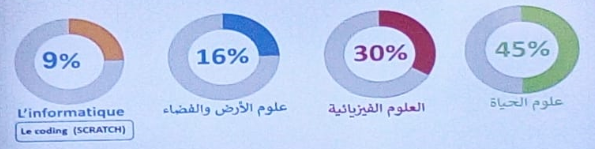 9%
16%
30%
45%
L'informatique
علوم الأرض والفضاء
العلوم الفيزيائية
علوم الحياة
Le coding (SCRATCH)